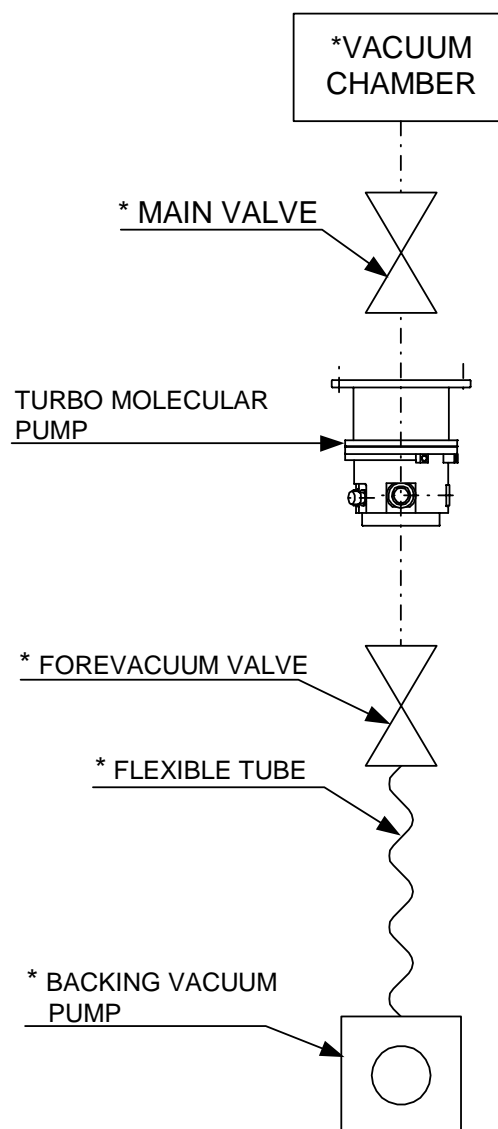 *VACUUM
CHAMBER
* MAIN VALVE
TURBO MOLECULAR
PUMP
* FOREVACUUM VALVE
* FLEXIBLE TUBE
* BACKING VACUUM
PUMP